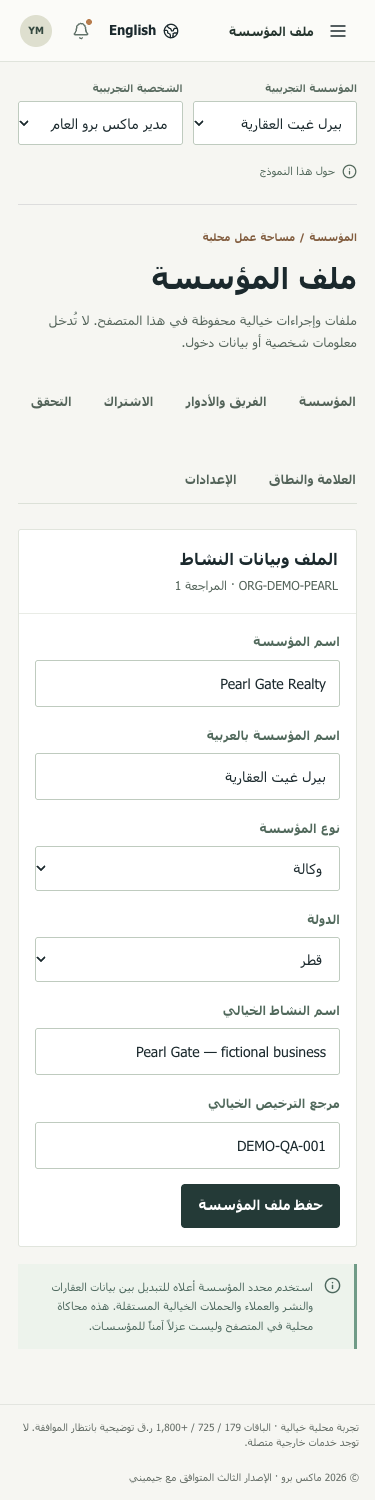 ملف المؤسسة
English
YM
المؤسسة التجريبية
الشخصية التجريبية
بيرل غيت العقارية
مدير ماكس برو العام
حول هذا النموذج
المؤسسة / مساحة عمل محلية
ملف المؤسسة
ملفات وإجراءات خيالية محفوظة في هذا المتصفح. لا تُدخل
معلومات شخصية أو بيانات دخول.
المؤسسة
الفريق والأدوار
الاشتراك
التحقق
العلامة والنطاق
الإعدادات
الملف وبيانات النشاط
ORG-DEMO-PEARL · المراجعة 1
اسم المؤسسة
Pearl Gate Realty
اسم المؤسسة بالعربية
بيرل غيت العقارية
نوع المؤسسة
وكالة
الدولة
قطر
اسم النشاط الخيالي
Pearl Gate — fictional business
مرجع الترخيص الخيالي
DEMO-QA-001
حفظ ملف المؤسسة
استخدم محدد المؤسسة أعلاه للتبديل بين بيانات العقارات
والنشر والعملاء والحملات الخيالية المستقلة. هذه محاكاة
محلية في المتصفح وليست عزلاً آمناً للمؤسسات.
تجربة محلية خيالية · الباقات 179 / 725 / +1,800 ر.ق توضيحية بانتظار الموافقة. لا
توجد خدمات خارجية متصلة.
© 2026 ماكس برو · الإصدار الثالث المتوافق مع جيميني